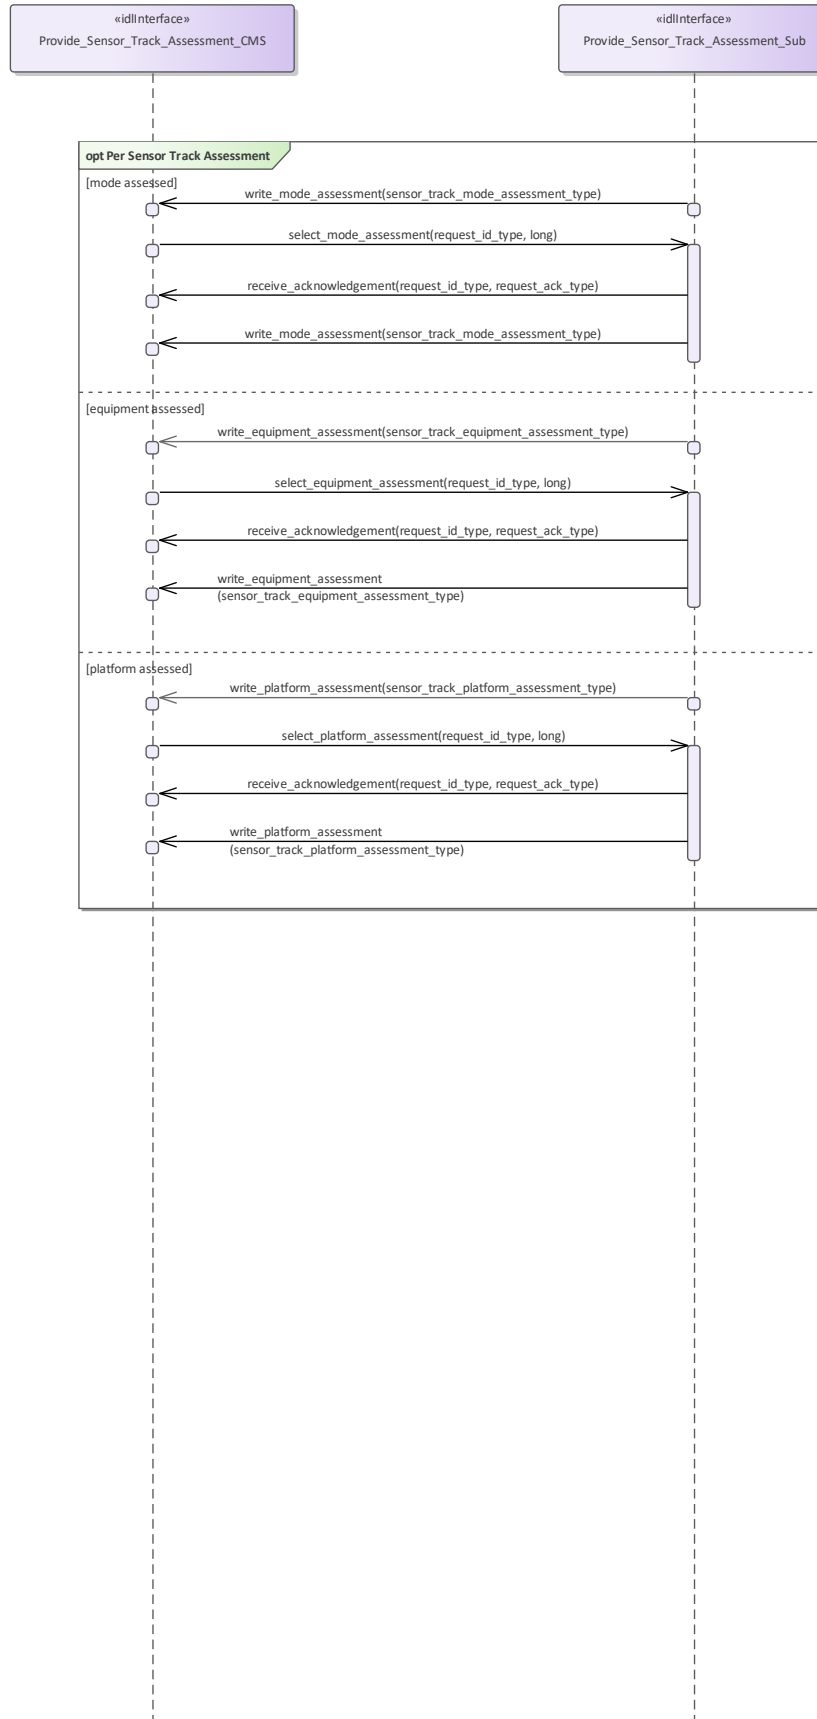 «idlInterface»
Provide_Sensor_Track_Assessment_CMS
«idlInterface»
Provide_Sensor_Track_Assessment_Sub
opt Per Sensor Track Assessment
[mode assessed]
write_mode_assessment(sensor_track_mode_assessment_type)
select_mode_assessment(request_id_type, long)
receive_acknowledgement(request_id_type, request_ack_type)
write_mode_assessment(sensor_track_mode_assessment_type)
[equipment assessed]
write_equipment_assessment(sensor_track_equipment_assessment_type)
select_equipment_assessment(request_id_type, long)
receive_acknowledgement(request_id_type, request_ack_type)
write_equipment_assessment
(sensor_track_equipment_assessment_type)
[platform assessed]
write_platform_assessment(sensor_track_platform_assessment_type)
select_platform_assessment(request_id_type, long)
receive_acknowledgement(request_id_type, request_ack_type)
write_platform_assessment
(sensor_track_platform_assessment_type)